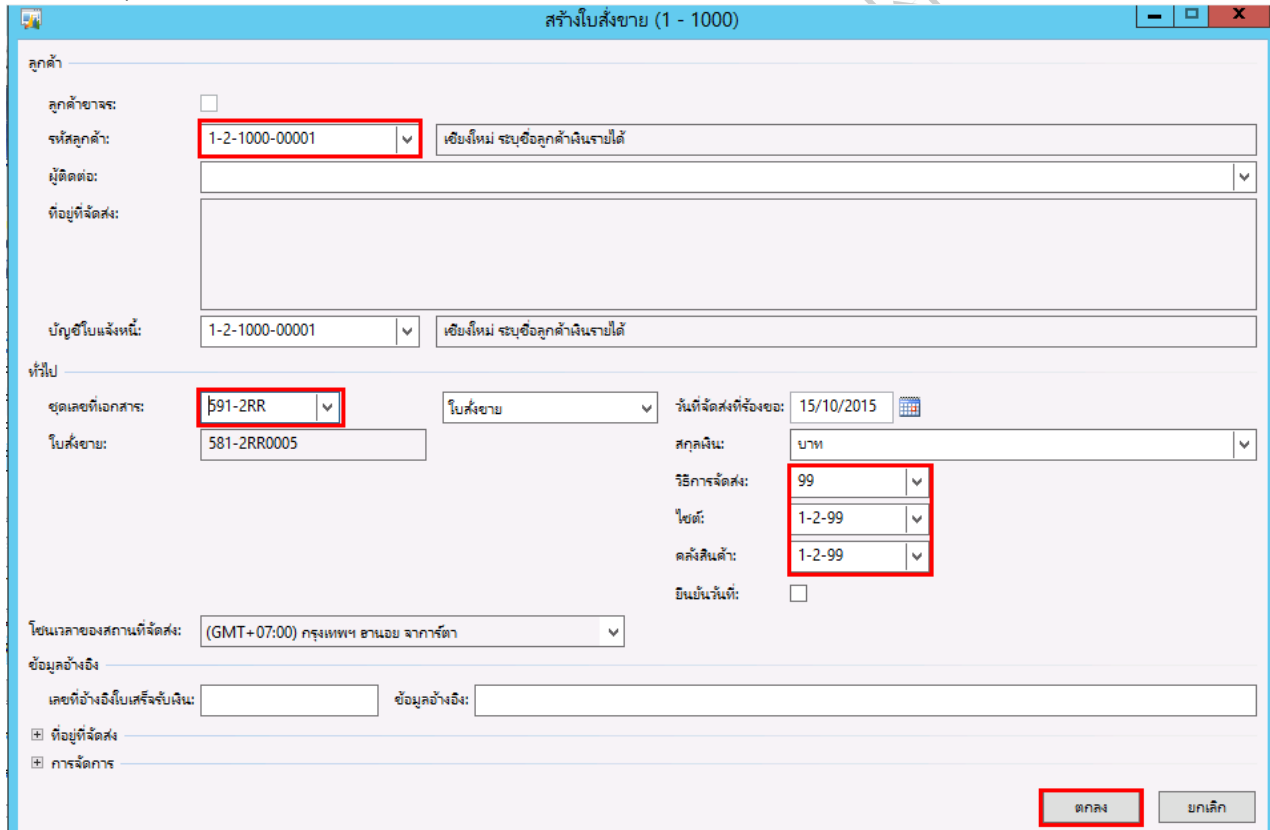 สร้างใบสั่งขาย (1 - 1000)
ลูกค้า
ลูกค้าขาจร:
รหัสลูกค้า: 1-2-1000-00001 เชียงใหม่ ระบุชื่อลูกค้าเงินรายได้
ผู้ติดต่อ:
ที่อยู่ที่จัดส่ง:
บัญชีใบแจ้งหนี้: 1-2-1000-00001 เชียงใหม่ ระบุชื่อลูกค้าเงินรายได้
ทั่วไป
ชุดเลขที่เอกสาร: 591-2RR ใบสั่งขาย วันที่จัดส่งที่ร้องขอ: 15/10/2015
ใบสั่งขาย: 581-2RR0005 สกุลเงิน: บาท
วิธีการจัดส่ง: 99
ไซต์: 1-2-99
คลังสินค้า: 1-2-99
ยืนยันวันที่:
โซนเวลาของสถานที่จัดส่ง: (GMT+07:00) กรุงเทพฯ ฮานอย จาการ์ตา
ข้อมูลอ้างอิง
เลขที่อ้างอิงใบเสร็จรับเงิน: ข้อมูลอ้างอิง:
ที่อยู่ที่จัดส่ง
การจัดการ
ตกลง ยกเลิก